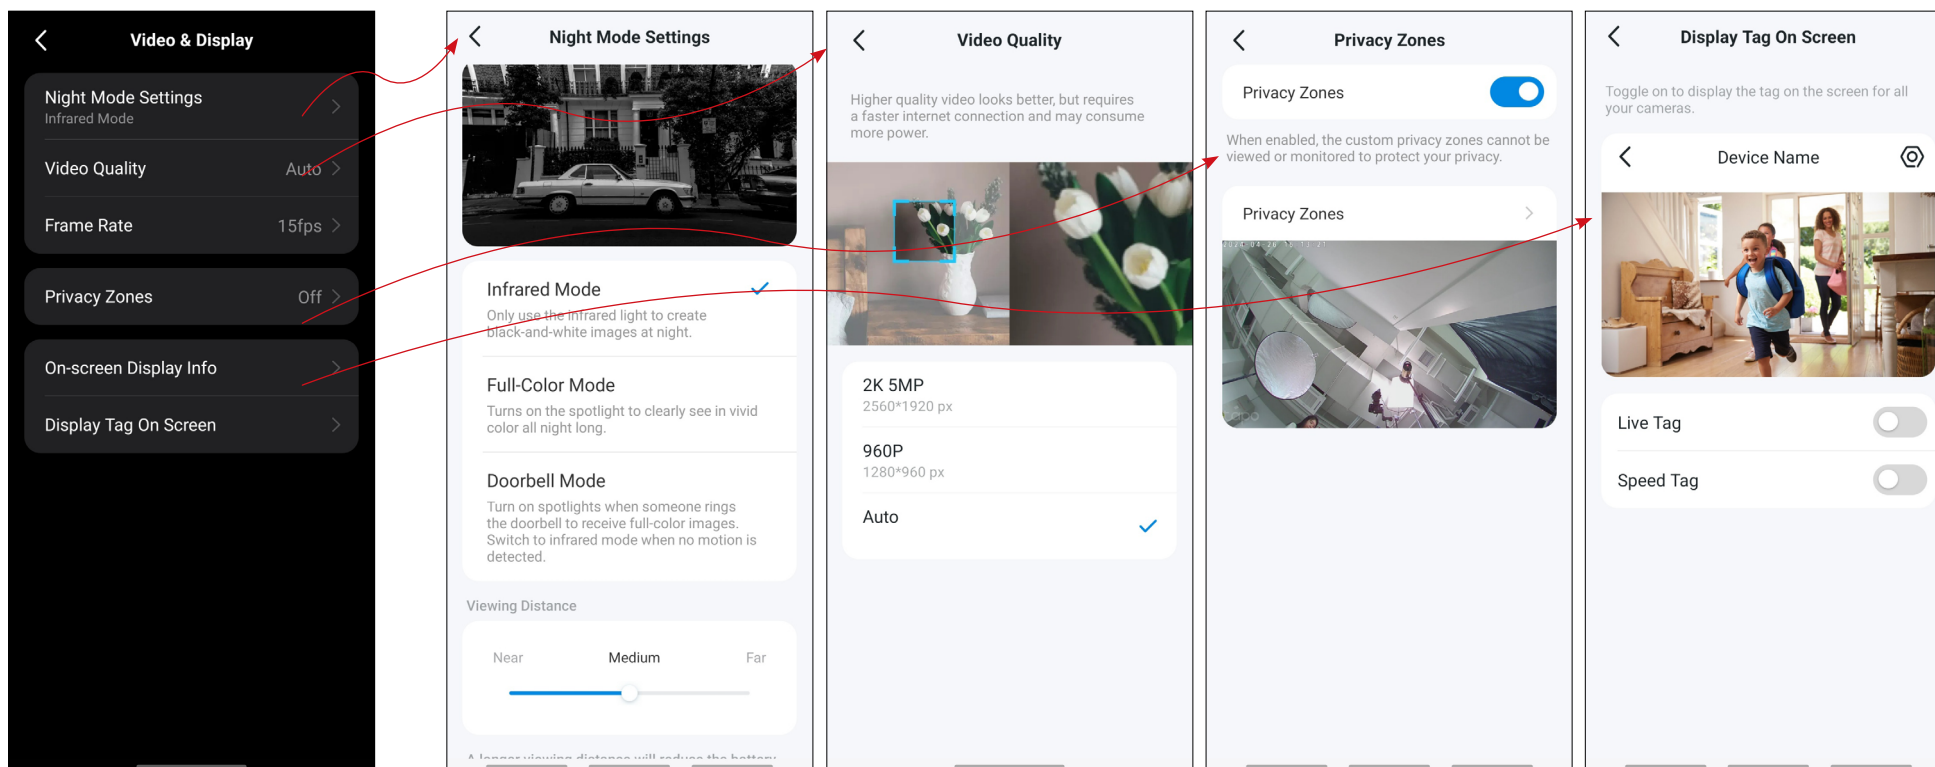 Video & Display
Night Mode Settings
Infrared Mode
Video Quality
Auto
Frame Rate
15fps
Privacy Zones
Off
On-screen Display Info
Display Tag On Screen
Night Mode Settings
Infrared Mode
Only use the infrared light to create
black-and-white images at night.
Full-Color Mode
Turns on the spotlight to clearly see in vivid
color all night long.
Doorbell Mode
Turn on spotlights when someone rings
the doorbell to receive full-color images.
Switch to infrared mode when no motion is
detected.
Viewing Distance
Near
Medium
Far
A longer viewing distance will reduce the battery
Video Quality
Higher quality video looks better, but requires
a faster internet connection and may consume
more power.
2K 5MP
2560*1920 px
960P
1280*960 px
Auto
Privacy Zones
Privacy Zones
When enabled, the custom privacy zones cannot be
viewed or monitored to protect your privacy.
Privacy Zones
Display Tag On Screen
Toggle on to display the tag on the screen for all
your cameras.
Device Name
Live Tag
Speed Tag